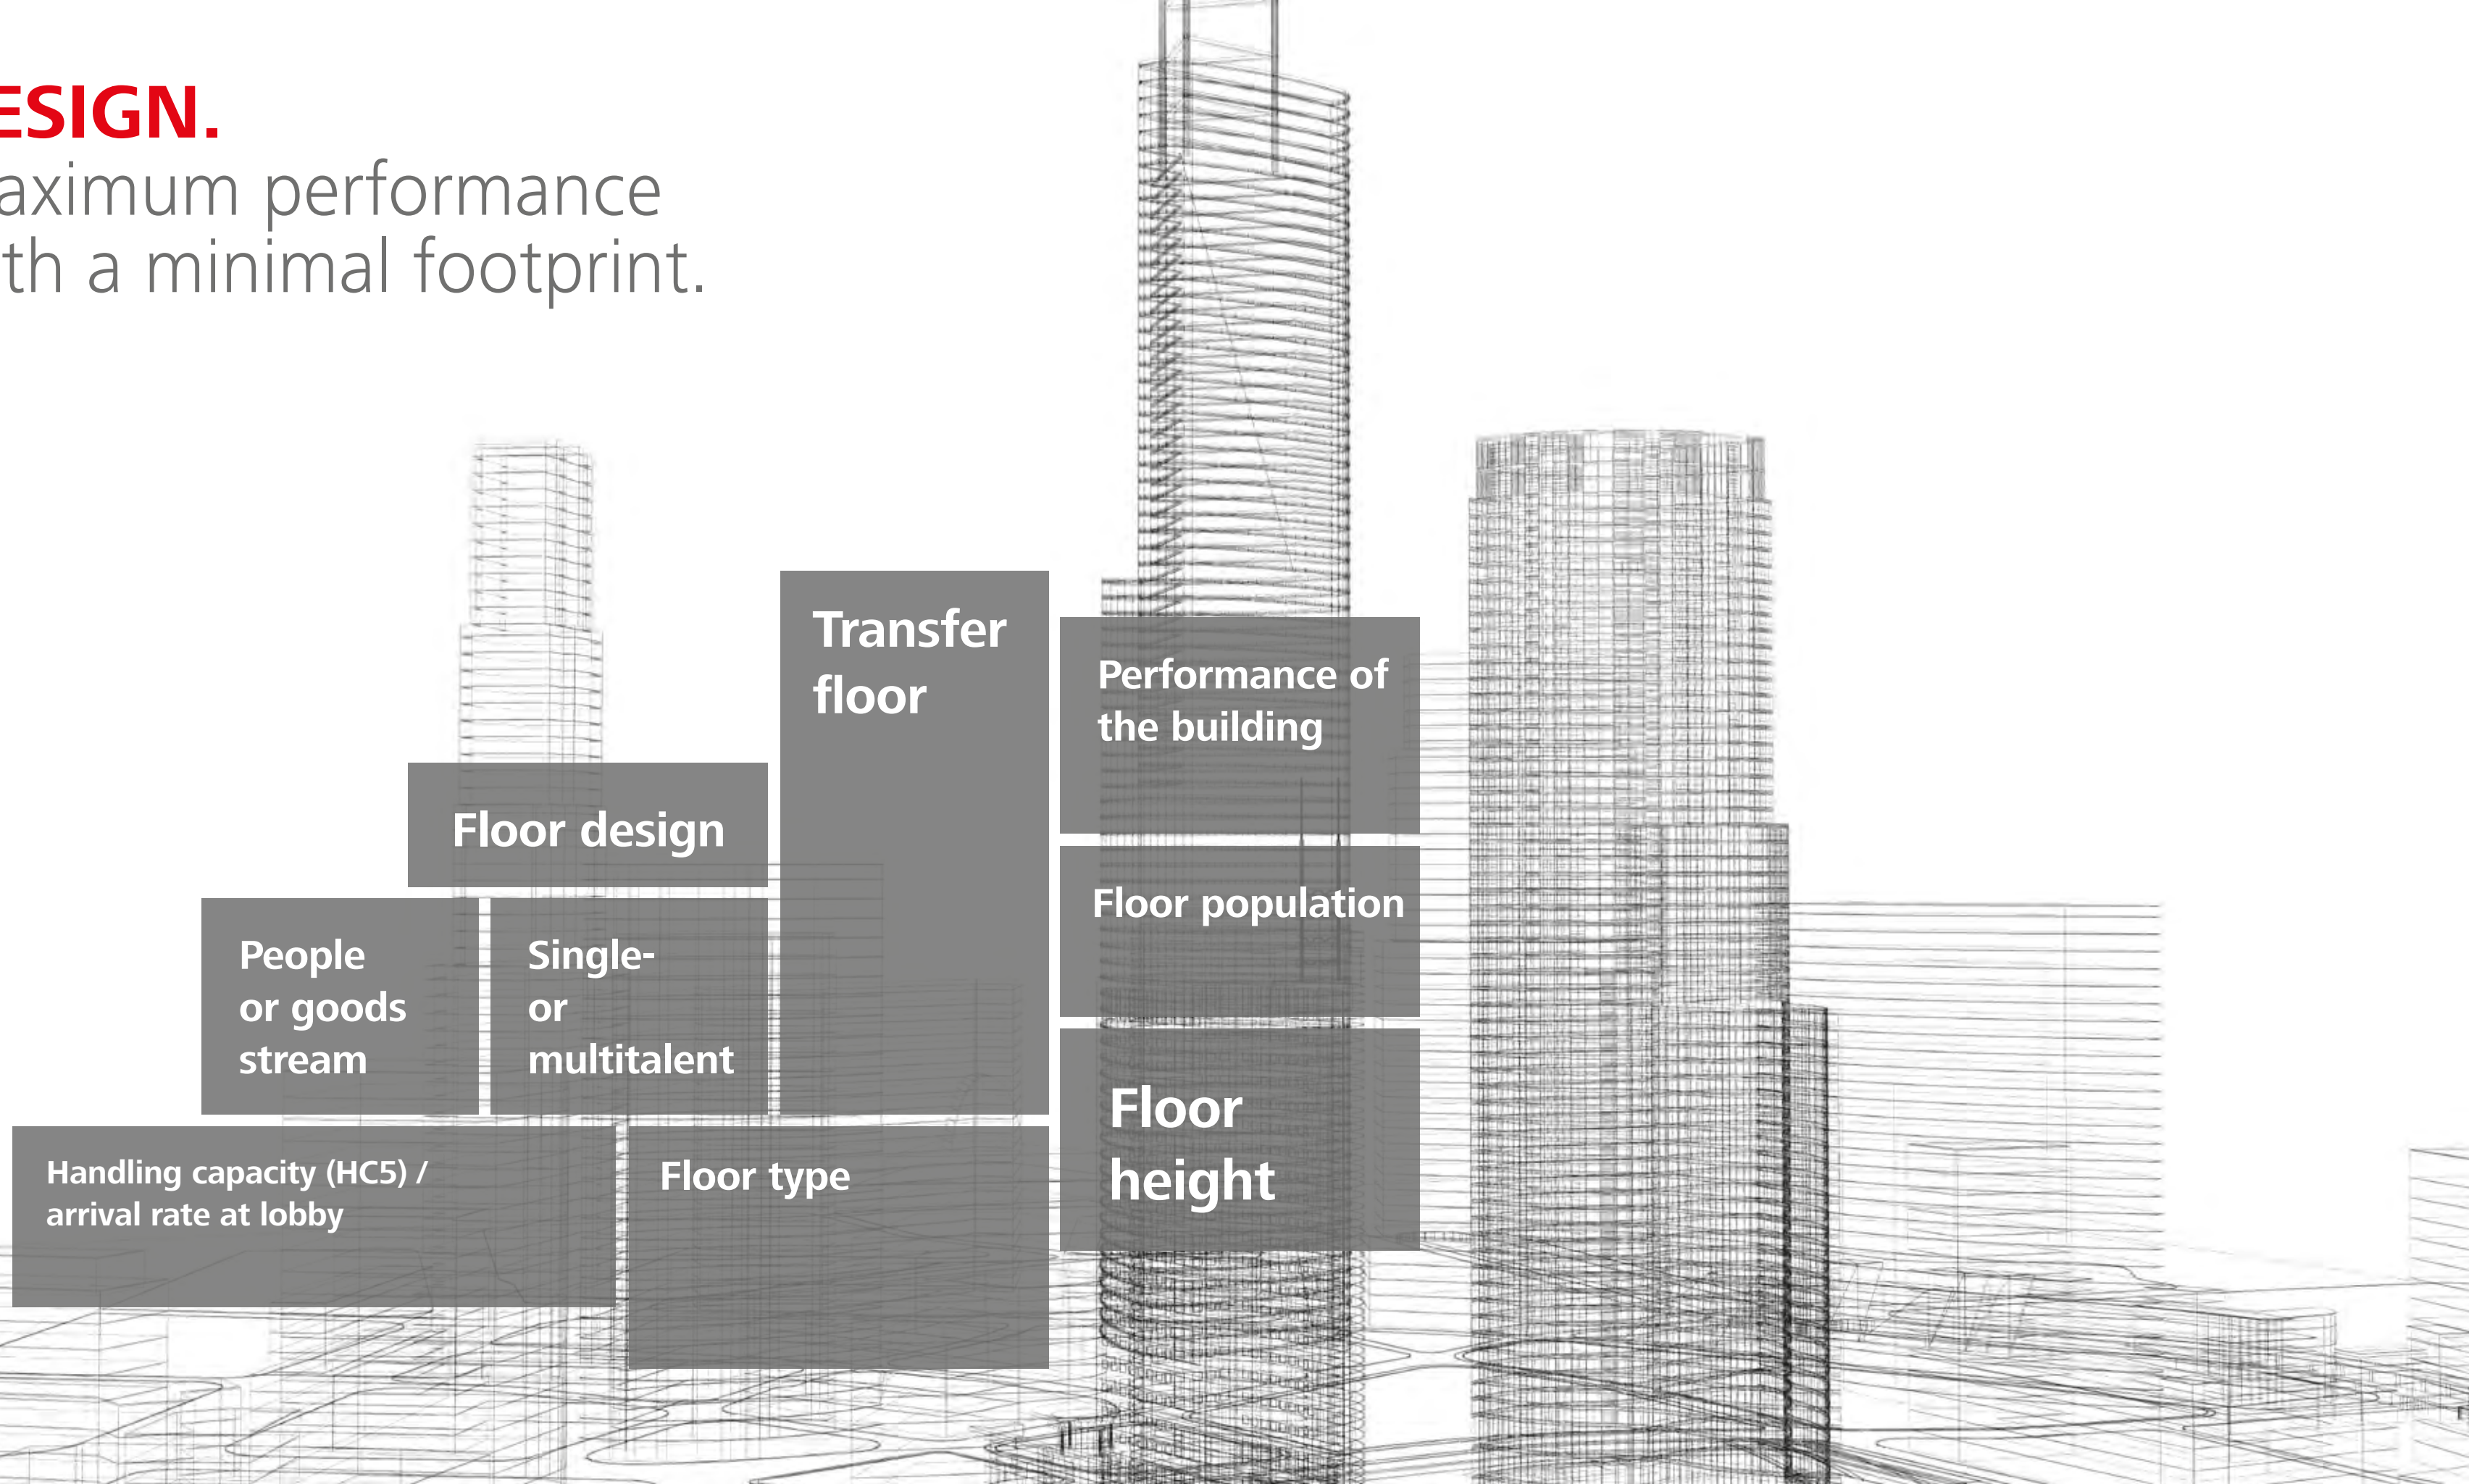 ESIGN.
aximum performance
th a minimal footprint.
Transfer
floor
Performance of
the building
Floor design
Floor population
People
or goods
stream
Single-
or
multitalent
Floor
height
Handling capacity (HC5) /
arrival rate at lobby
Floor type